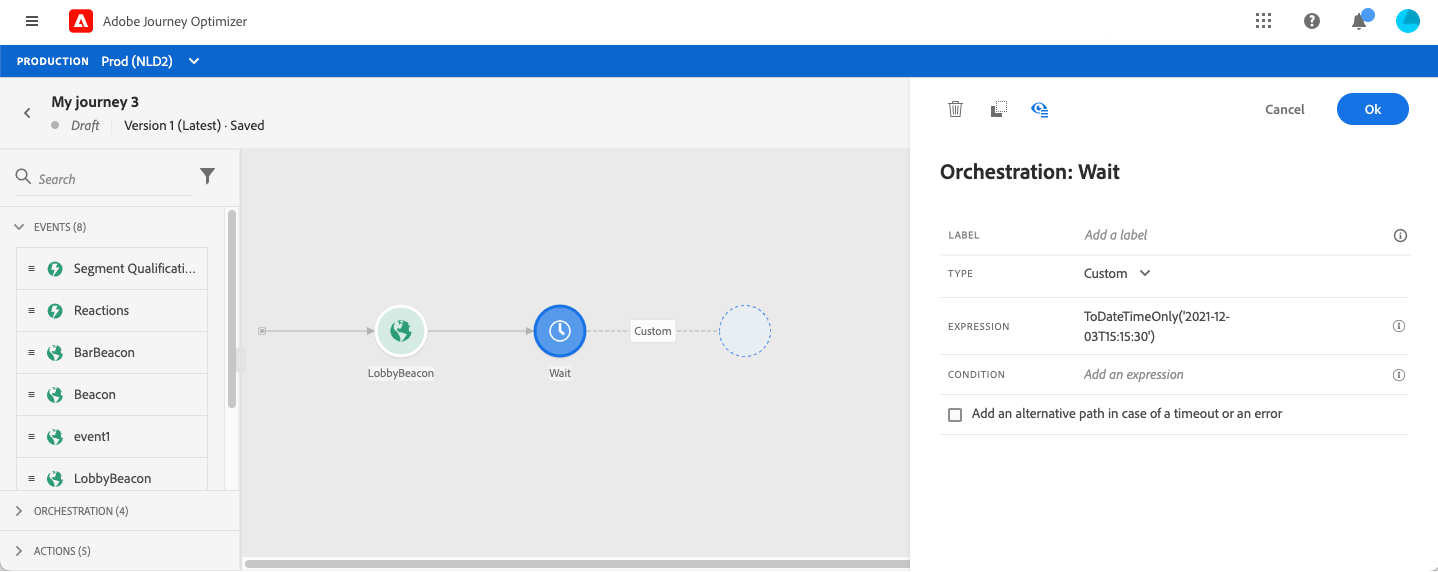 Adobe Journey Optimizer
PRODUCTION Prod (NLD2)
My journey 3
Draft Version 1 (Latest) · Saved
Search
EVENTS (8)
Segment Qualificati...
Reactions
BarBeacon
Beacon
event1
LobbyBeacon
ORCHESTRATION (4)
ACTIONS (5)
LobbyBeacon
Wait
Custom
Cancel
Ok
Orchestration: Wait
LABEL Add a label
TYPE Custom
EXPRESSION ToDateTimeOnly('2021-12-
03T15:15:30')
CONDITION Add an expression
Add an alternative path in case of a timeout or an error